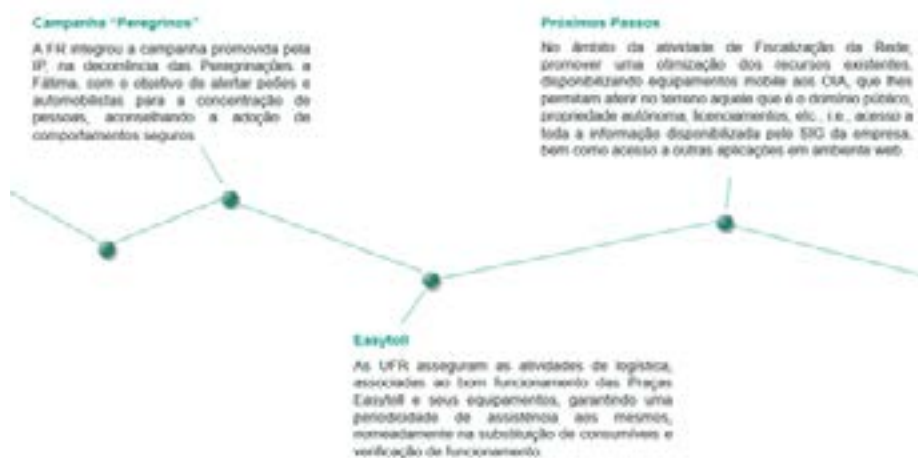 Campanha "Peregrinos"
A FR integrou a campanha promovida pela
IP, na decorrência das Peregrinações a
Fátima, com o objetivo de alertar peões e
automobilistas para a concentração de
pessoas, aconselhando a adoção de
comportamentos seguros.
Próximos Passos
No âmbito da atividade de Fiscalização da Rede,
promover uma otimização dos recursos existentes,
disponibilizando equipamentos mobile aos OIA, que lhes
permitam aferir no terreno aquele que é o domínio público,
propriedade autónoma, licenciamentos, etc., i.e., acesso a
toda a informação disponibilizada pelo SIG da empresa,
bem como acesso a outras aplicações em ambiente web.
Easytoll
As UFR asseguram as atividades de logística,
associadas ao bom funcionamento das Praças
Easytoll e seus equipamentos, garantindo uma
periodicidade de assistência aos mesmos,
nomeadamente na substituição de consumíveis e
verificação de funcionamento.